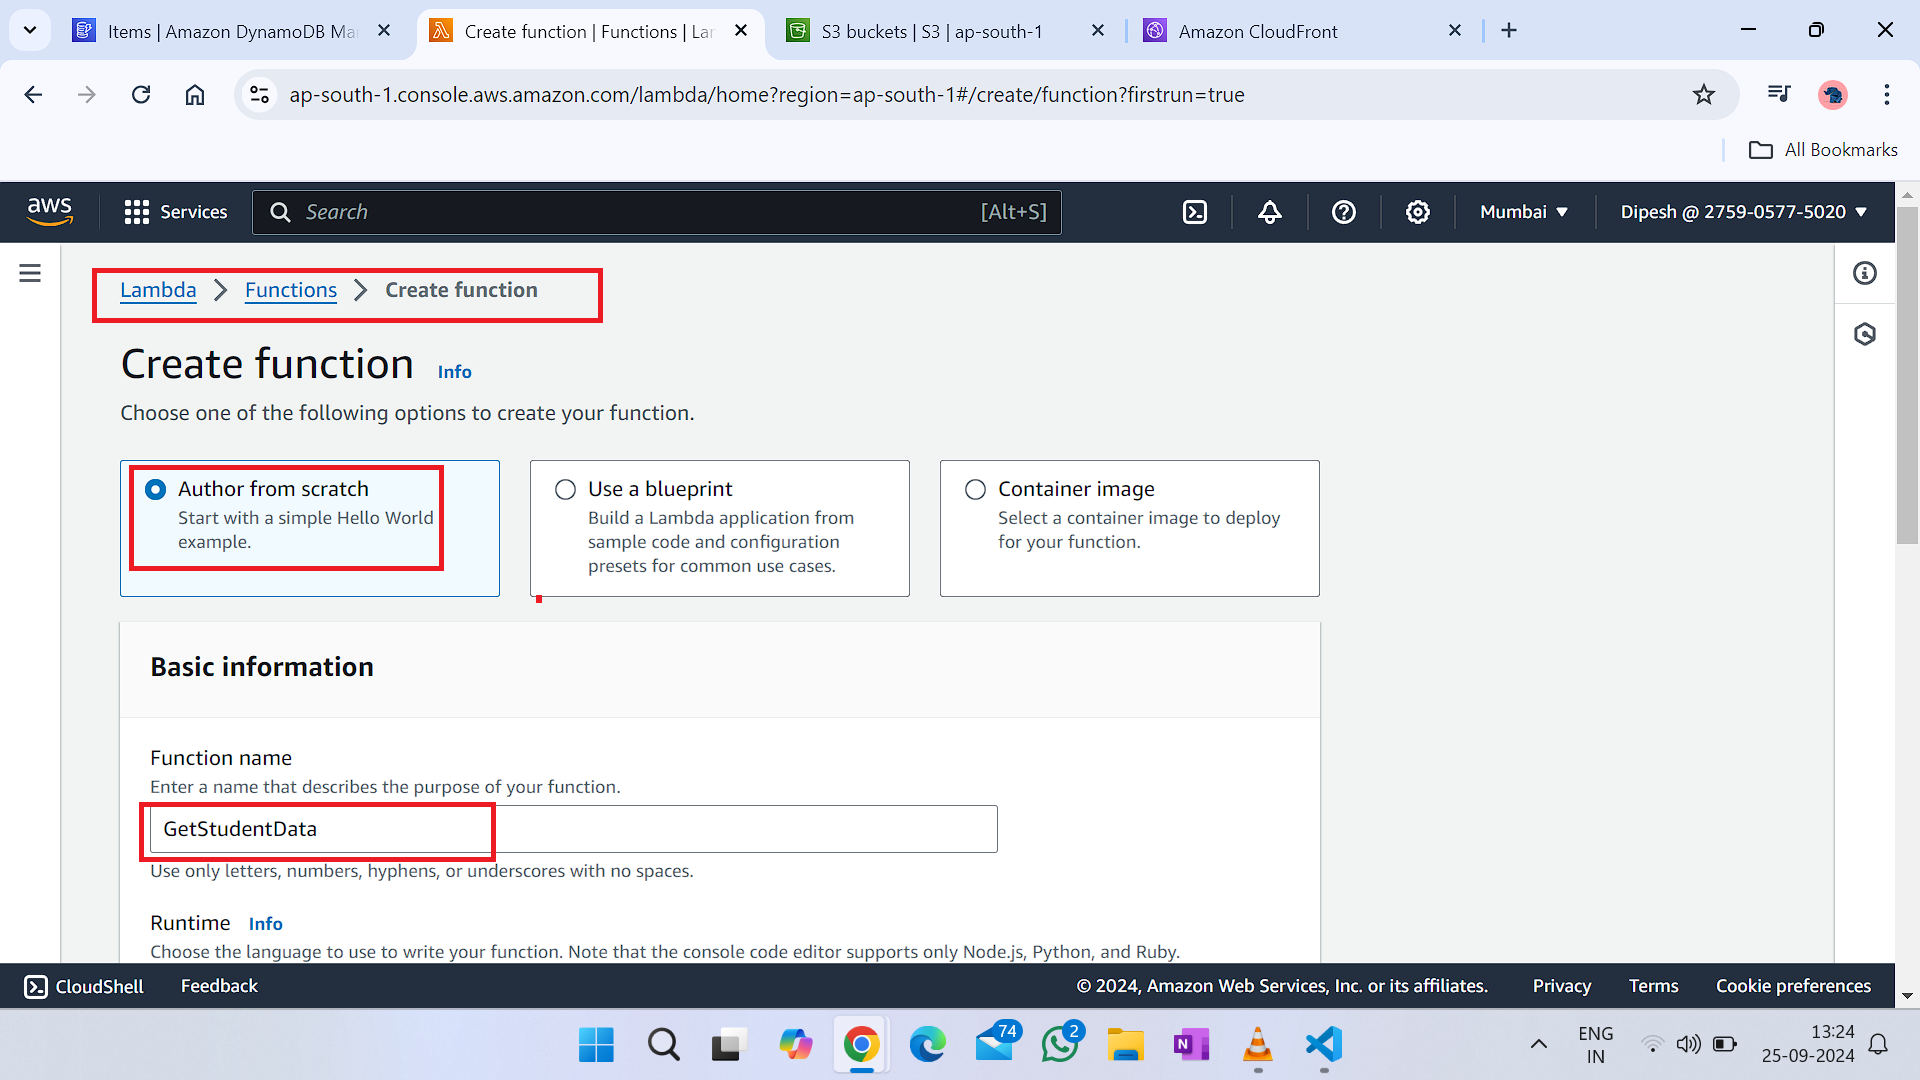 Items | Amazon DynamoDB Ma
Create function | Functions | La
S3 buckets | S3 | ap-south-1
Amazon CloudFront
ap-south-1.console.aws.amazon.com/lambda/home?region=ap-south-1#/create/function?firstrun=true
All Bookmarks
aws
Services
Search
[Alt+S]
Mumbai
Dipesh @ 2759-0577-5020
Lambda
Functions
Create function
Create function
Info
Choose one of the following options to create your function.
Author from scratch
Start with a simple Hello World
example.
Use a blueprint
Build a Lambda application from
sample code and configuration
presets for common use cases.
Container image
Select a container image to deploy
for your function.
Basic information
Function name
Enter a name that describes the purpose of your function.
GetStudentData
Use only letters, numbers, hyphens, or underscores with no spaces.
Runtime
Info
Choose the language to use to write your function. Note that the console code editor supports only Node.js, Python, and Ruby.
CloudShell
Feedback
© 2024, Amazon Web Services, Inc. or its affiliates.
Privacy
Terms
Cookie preferences
74
2
N
ENG
IN
13:24
25-09-2024